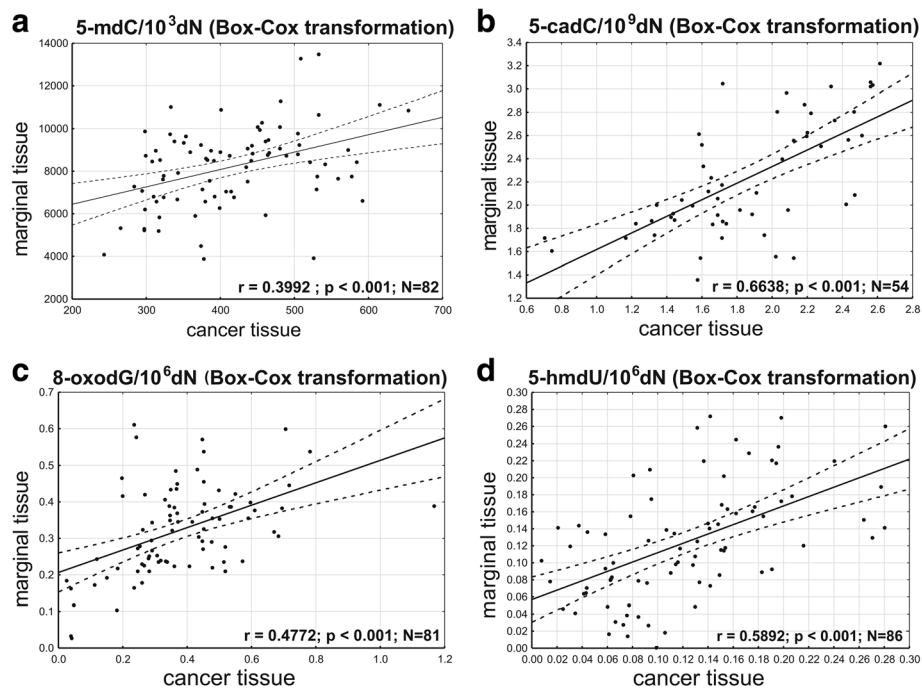 a
5-mdC/10³dN (Box-Cox transformation)
14000
12000
10000
8000
6000
4000
2000
marginal tissue
r = 0.3992 ; p < 0.001; N=82
200 300 400 500 600 700
cancer tissue
b
5-cadC/10⁹dN (Box-Cox transformation)
3.4
3.2
3.0
2.8
2.6
2.4
2.2
2.0
1.8
1.6
1.4
1.2
marginal tissue
r = 0.6638; p < 0.001; N=54
0.6 0.8 1.0 1.2 1.4 1.6 1.8 2.0 2.2 2.4 2.6 2.8
cancer tissue
c
8-oxodG/10⁶dN (Box-Cox transformation)
0.7
0.6
0.5
0.4
0.3
0.2
0.1
0.0
marginal tissue
r = 0.4772; p < 0.001; N=81
0.0 0.2 0.4 0.6 0.8 1.0 1.2
cancer tissue
d
5-hmdU/10⁶dN (Box-Cox transformation)
0.30
0.28
0.26
0.24
0.22
0.20
0.18
0.16
0.14
0.12
0.10
0.08
0.06
0.04
0.02
0.00
marginal tissue
r = 0.5892; p < 0.001; N=86
0.00 0.02 0.04 0.06 0.08 0.10 0.12 0.14 0.16 0.18 0.20 0.22 0.24 0.26 0.28 0.30
cancer tissue